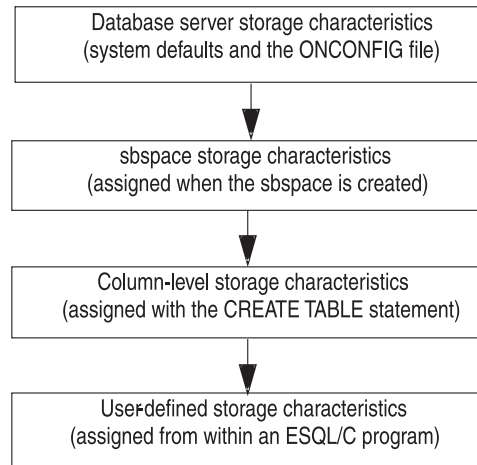 Database server storage characteristics
(system defaults and the ONCONFIG file)
sbspace storage characteristics
(assigned when the sbspace is created)
Column-level storage characteristics
(assigned with the CREATE TABLE statement)
User-defined storage characteristics
(assigned from within an ESQL/C program)